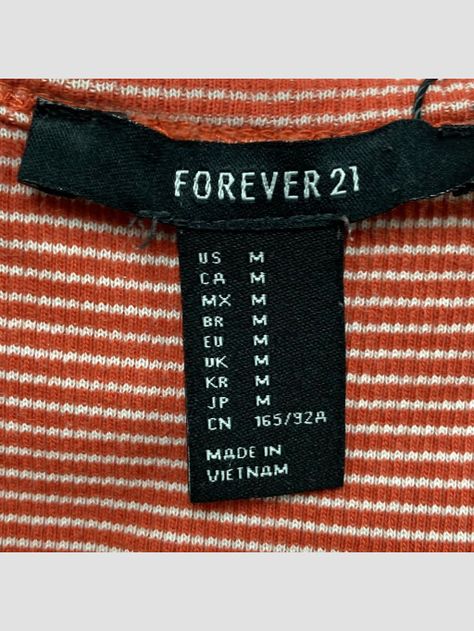 FOREVER 21
US M
CA M
MX M
BR M
EU M
UK M
KR M
JP M
CN 165/92A
MADE IN
VIETNAM